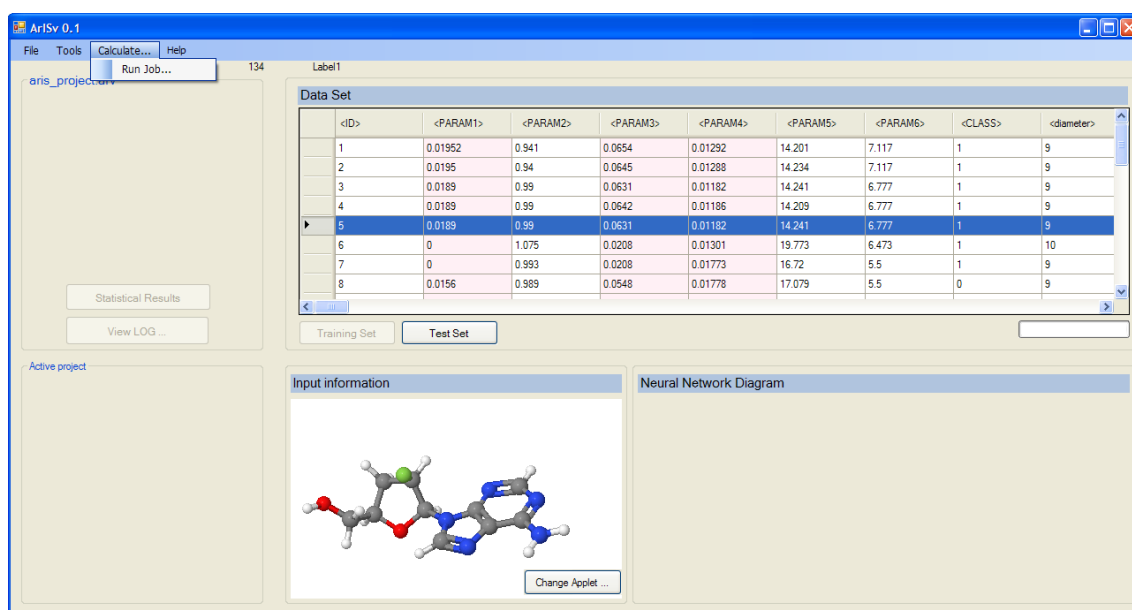 ArISv 0.1
File Tools Calculate... Help
Run Job...
134 Label1
Data Set
<ID> <PARAM1> <PARAM2> <PARAM3> <PARAM4> <PARAM5> <PARAM6> <CLASS> <diameter>
1 0.01952 0.941 0.0654 0.01292 14.201 7.117 1 9
2 0.0195 0.94 0.0645 0.01288 14.234 7.117 1 9
3 0.0189 0.99 0.0631 0.01182 14.241 6.777 1 9
4 0.0189 0.99 0.0642 0.01186 14.209 6.777 1 9
5 0.0189 0.99 0.0631 0.01182 14.241 6.777 1 9
6 0 1.075 0.0208 0.01301 19.773 6.473 1 10
7 0 0.993 0.0208 0.01773 16.72 5.5 1 9
8 0.0156 0.989 0.0548 0.01778 17.079 5.5 0 9
Statistical Results
View LOG ...
Training Set Test Set
Active project
Input information
Change Applet ...
Neural Network Diagram